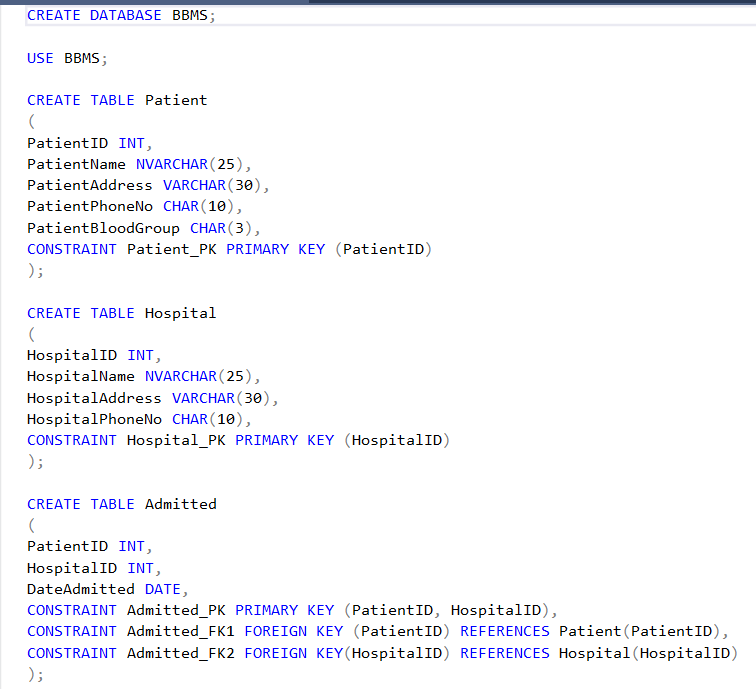 CREATE DATABASE BBMS;
USE BBMS;
CREATE TABLE Patient
(
PatientID INT,
PatientName NVARCHAR(25),
PatientAddress VARCHAR(30),
PatientPhoneNo CHAR(10),
PatientBloodGroup CHAR(3),
CONSTRAINT Patient_PK PRIMARY KEY (PatientID)
);
CREATE TABLE Hospital
(
HospitalID INT,
HospitalName NVARCHAR(25),
HospitalAddress VARCHAR(30),
HospitalPhoneNo CHAR(10),
CONSTRAINT Hospital_PK PRIMARY KEY (HospitalID)
);
CREATE TABLE Admitted
(
PatientID INT,
HospitalID INT,
DateAdmitted DATE,
CONSTRAINT Admitted_PK PRIMARY KEY (PatientID, HospitalID),
CONSTRAINT Admitted_FK1 FOREIGN KEY (PatientID) REFERENCES Patient(PatientID),
CONSTRAINT Admitted_FK2 FOREIGN KEY(HospitalID) REFERENCES Hospital(HospitalID)
);